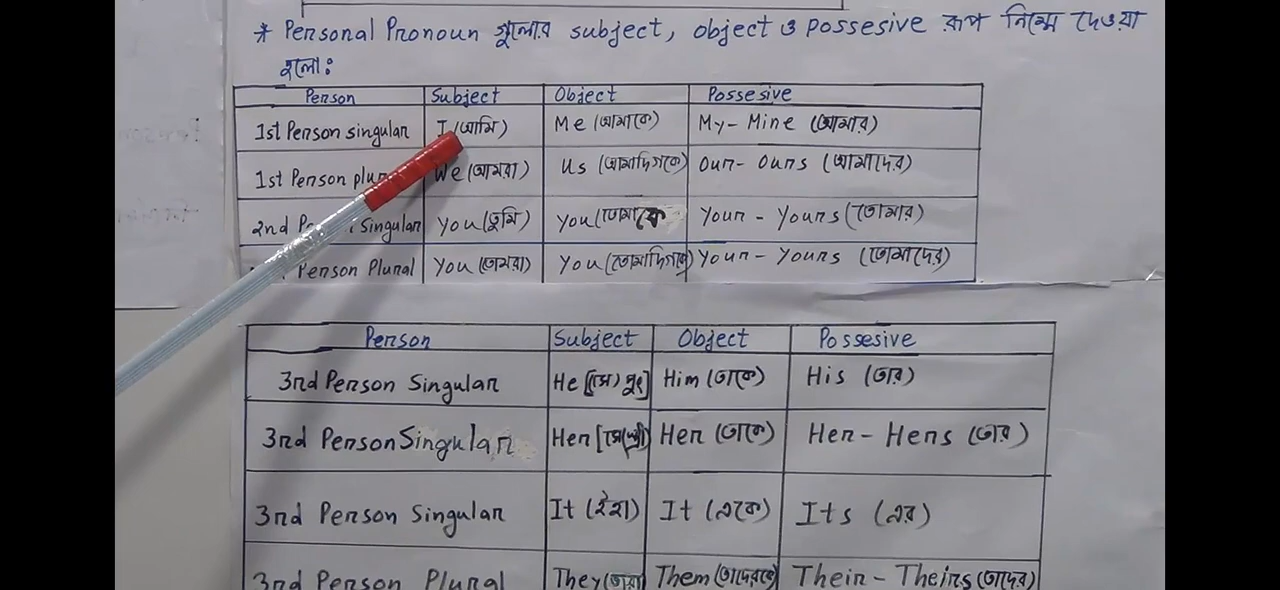 * Personal Pronoun গুলোর subject, object ও possesive রূপ নিম্নে দেওয়া
হলো:
Person Subject Object Possesive
1st Person singular I (আমি) Me (আমাকে) My- Mine (আমার)
1st Person We (আমরা) Us (আমাদিগকে) Our- Ours (আমাদের)
2nd Singular You (তুমি) You (তোমাকে Your - Yours (তোমার)
Person Plural You (তোমরা) You (তোমাদিগকে) Your - Yours (তোমাদের)
Person Subject Object Possesive
3rd Person Singular He [(সে) পুং] Him (তাকে) His (তার)
3rd Person Singular Her Her (তাকে) Her - Hers (তার)
3rd Person Singular It (ইহা) It (একে) Its (এর)
3rd Person Plural They (তারা) Them (তাদেরকে) Their - Theirs (তাদের)